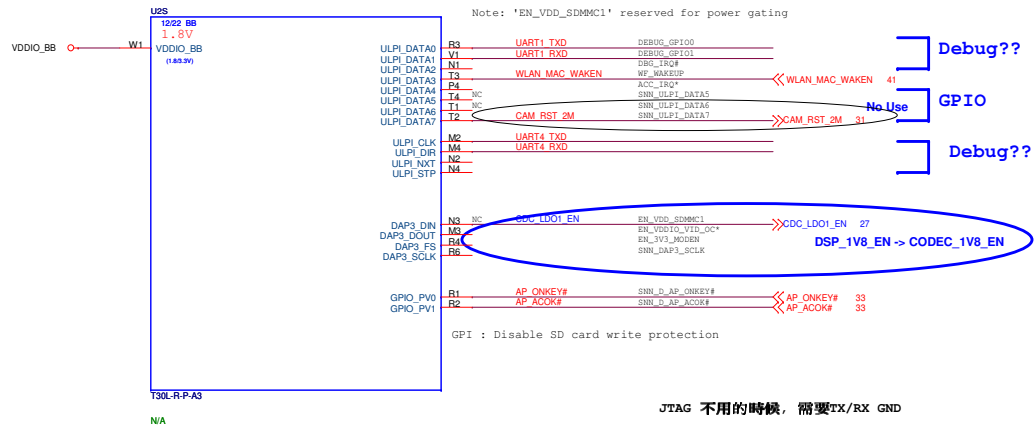 U2S
Note: 'EN_VDD_SDMMC1' reserved for power gating
12/22 BB
1.8V
VDDIO_BB W1 VDDIO_BB
(1.8/3.3V)
ULPI_DATA0 R3 UART1_TXD DEBUG_GPIO0
ULPI_DATA1 V1 UART1_RXD DEBUG_GPIO1
Debug??
ULPI_DATA2 N1 DBG_IRQ#
ULPI_DATA3 T3 WLAN_MAC_WAKEN WF_WAKEUP WLAN_MAC_WAKEN 41
ULPI_DATA4 P4 ACC_IRQ*
ULPI_DATA5 T4 NC SNN_ULPI_DATA5
ULPI_DATA6 T1 NC SNN_ULPI_DATA6 No Use GPIO
ULPI_DATA7 T2 CAM_RST_2M SNN_ULPI_DATA7 CAM_RST_2M 31
ULPI_CLK M2 UART4_TXD
ULPI_DIR M4 UART4_RXD
Debug??
ULPI_NXT N2
ULPI_STP N4
DAP3_DIN N3 NC CDC_LDO1_EN EN_VDD_SDMMC1 CDC_LDO1_EN 27
DAP3_DOUT M3 EN_VDDIO_VID_OC*
DAP3_FS R4 EN_3V3_MODEN DSP_1V8_EN -> CODEC_1V8_EN
DAP3_SCLK R6 SNN_DAP3_SCLK
GPIO_PV0 R1 AP_ONKEY# SNN_D_AP_ONKEY# AP_ONKEY# 33
GPIO_PV1 R2 AP_ACOK# SNN_D_AP_ACOK# AP_ACOK# 33
GPI : Disable SD card write protection
T30L-R-P-A3
JTAG 不用的時候, 需要TX/RX GND
N/A